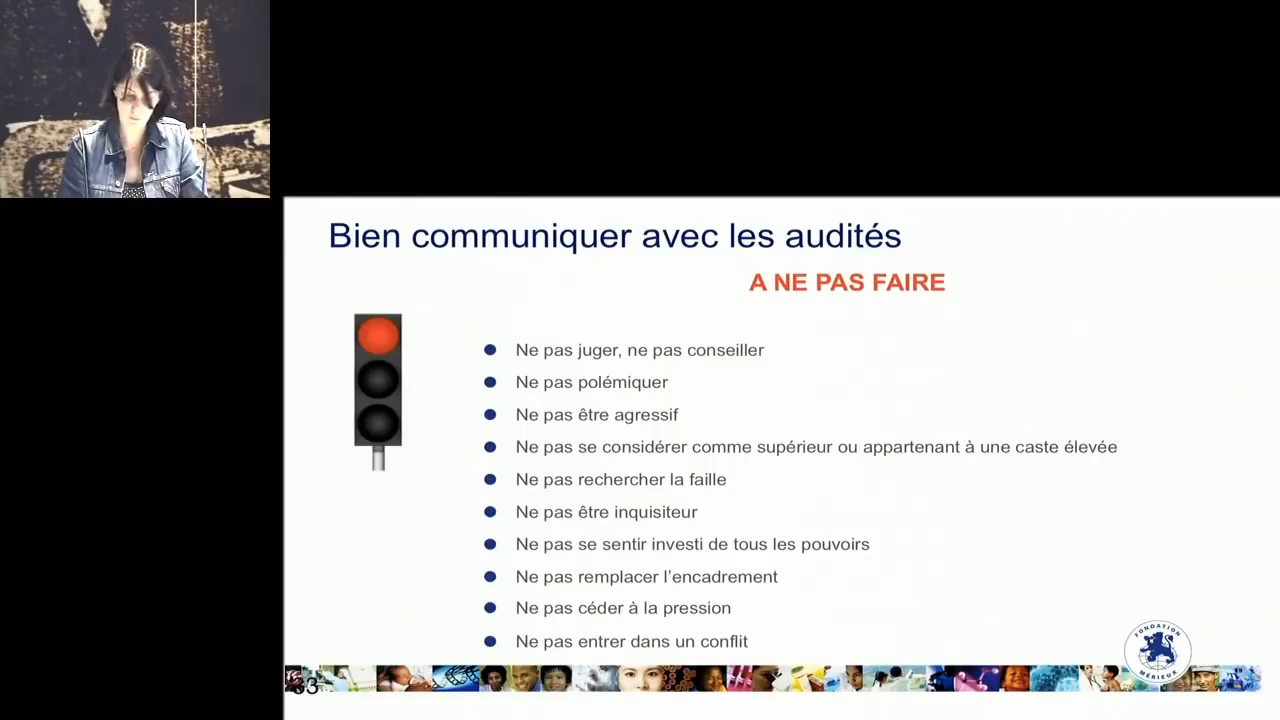 Bien communiquer avec les audités
A NE PAS FAIRE
Ne pas juger, ne pas conseiller
Ne pas polémiquer
Ne pas être agressif
Ne pas se considérer comme supérieur ou appartenant à une caste élevée
Ne pas rechercher la faille
Ne pas être inquisiteur
Ne pas se sentir investi de tous les pouvoirs
Ne pas remplacer l’encadrement
Ne pas céder à la pression
Ne pas entrer dans un conflit
FONDATION
MÉRIEUX